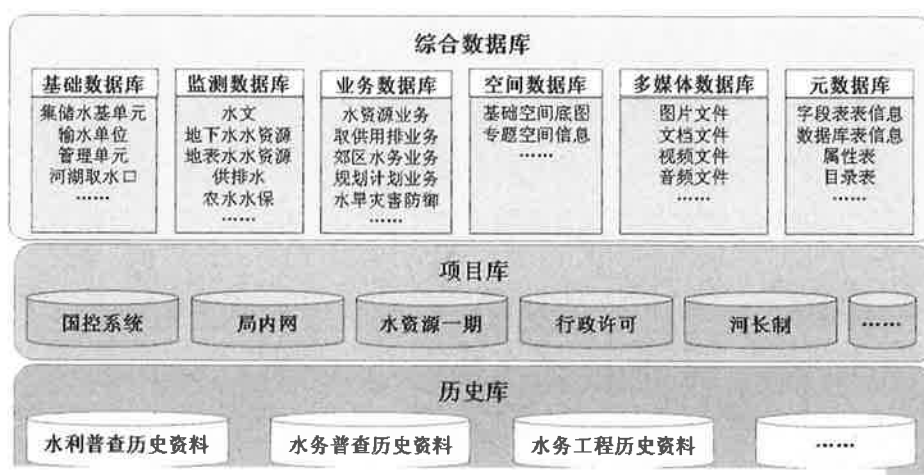 综合数据库
基础数据库
集储水基单元
输水单位
管理单元
河湖取水口
……
监测数据库
水文
地下水水资源
地表水水资源
供排水
农水水保
……
业务数据库
水资源业务
取供用排业务
郊区水务业务
规划计划业务
水旱灾害防御
……
空间数据库
基础空间底图
专题空间信息
……
多媒体数据库
图片文件
文档文件
视频文件
音频文件
……
元数据库
字段表表信息
数据库表信息
属性表
目录表
……
项目库
国控系统
局内网
水资源一期
行政许可
河长制
……
历史库
水利普查历史资料
水务普查历史资料
水务工程历史资料
……